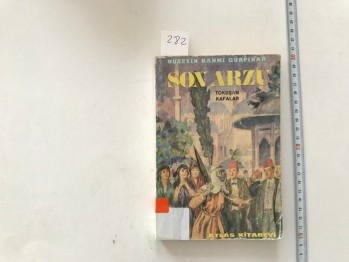 282
HÜSEYİN RAHMİ GÜRPINAR
SON ARZU
TOKUŞAN
KAFALAR
ATLAS KİTABEVİ